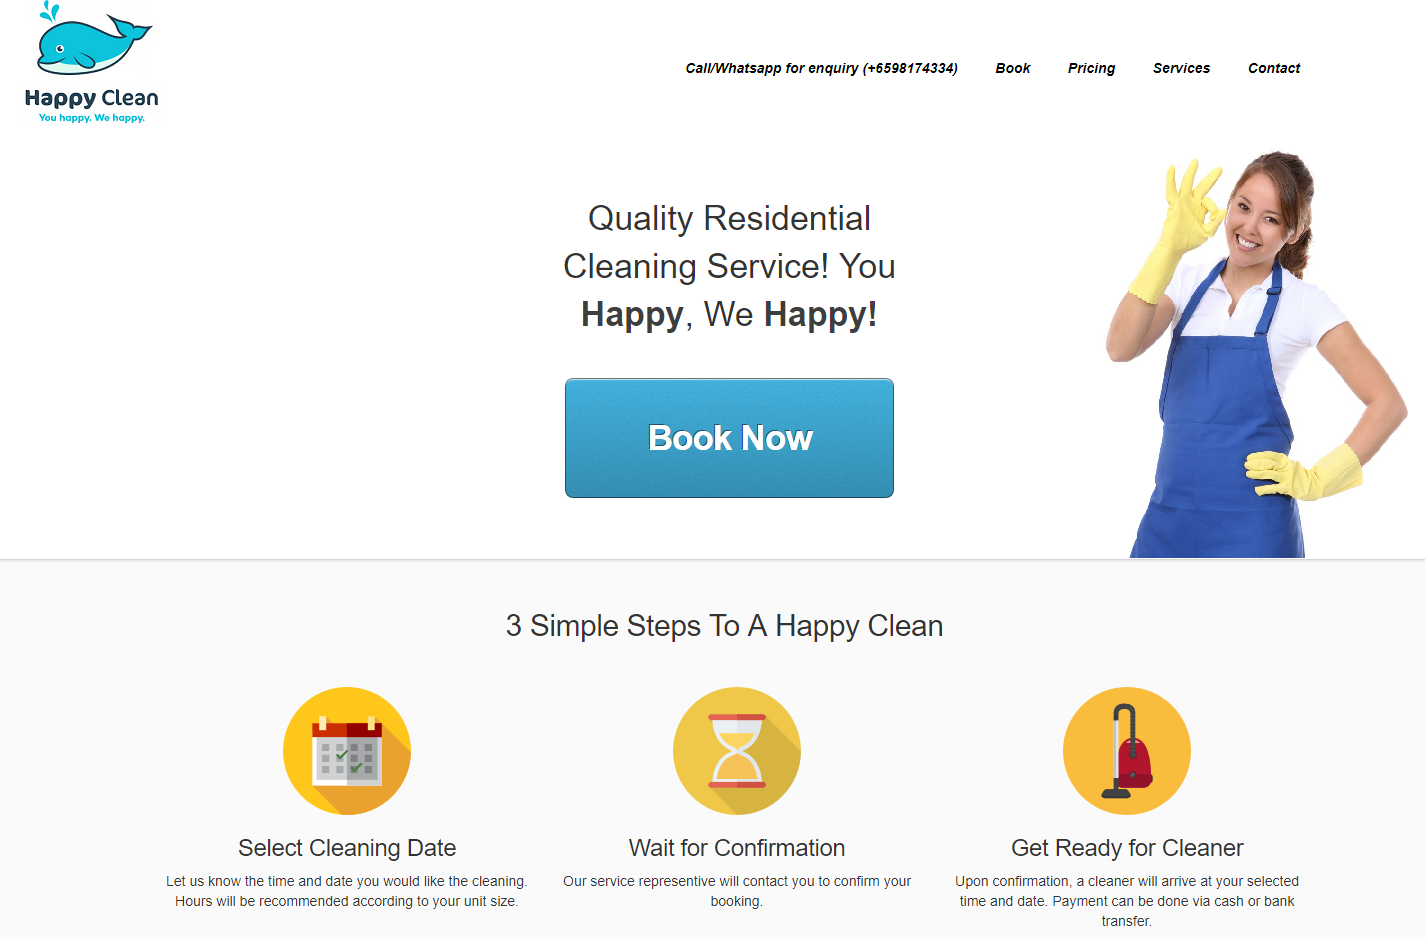 Happy Clean
You happy. We happy.
Call/Whatsapp for enquiry (+6598174334) Book Pricing Services Contact
Quality Residential
Cleaning Service! You
Happy, We Happy!
Book Now
3 Simple Steps To A Happy Clean
Select Cleaning Date
Let us know the time and date you would like the cleaning.
Hours will be recommended according to your unit size.
Wait for Confirmation
Our service representive will contact you to confirm your
booking.
Get Ready for Cleaner
Upon confirmation, a cleaner will arrive at your selected
time and date. Payment can be done via cash or bank
transfer.